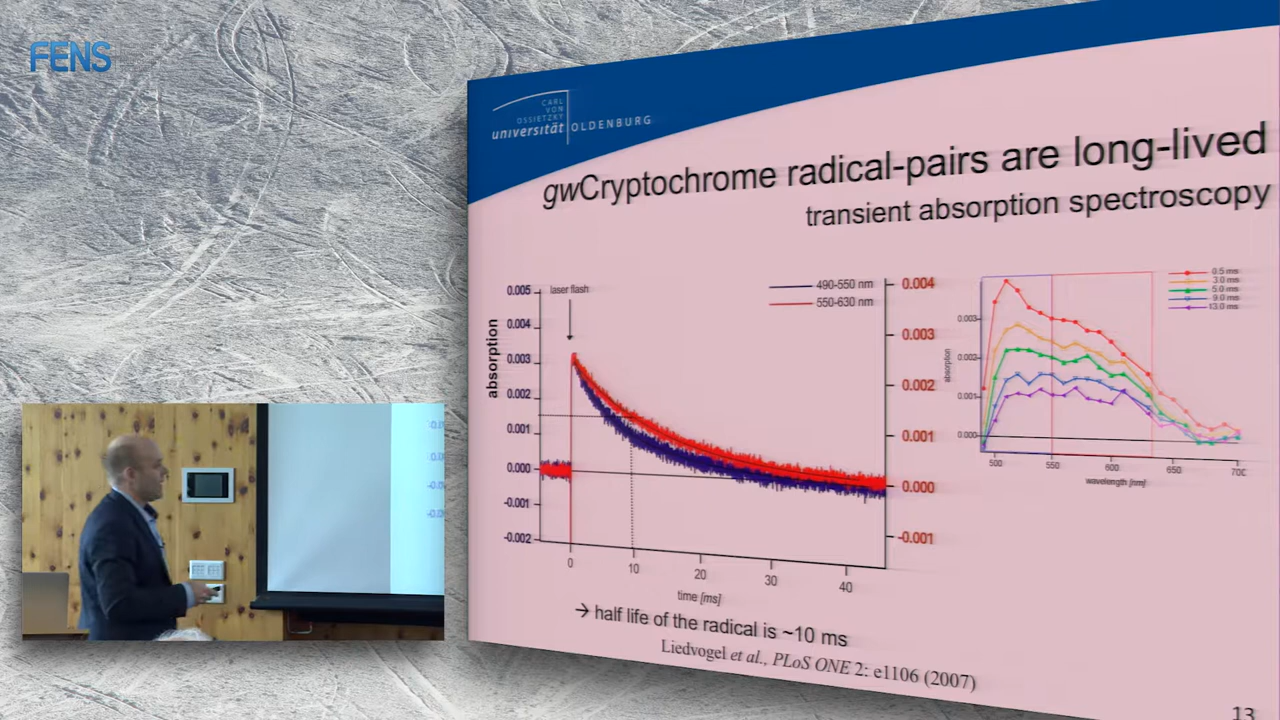 FENS
CARL
VON
OSSIETZKY
universität OLDENBURG
gwCryptochrome radical-pairs are long-lived
transient absorption spectroscopy
laser flash
490-550 nm
550-630 nm
absorption
0.005
0.004
0.003
0.002
0.001
0.000
-0.001
-0.002
0.004
0.003
0.002
0.001
0.000
-0.001
0
10
20
30
40
time [ms]
0.5 ms
3.0 ms
5.0 ms
9.0 ms
13.0 ms
absorption
0.003
0.002
0.001
0.000
500
550
600
650
700
wavelength [nm]
→ half life of the radical is ~10 ms
Liedvogel et al., PLoS ONE 2: e1106 (2007)
13